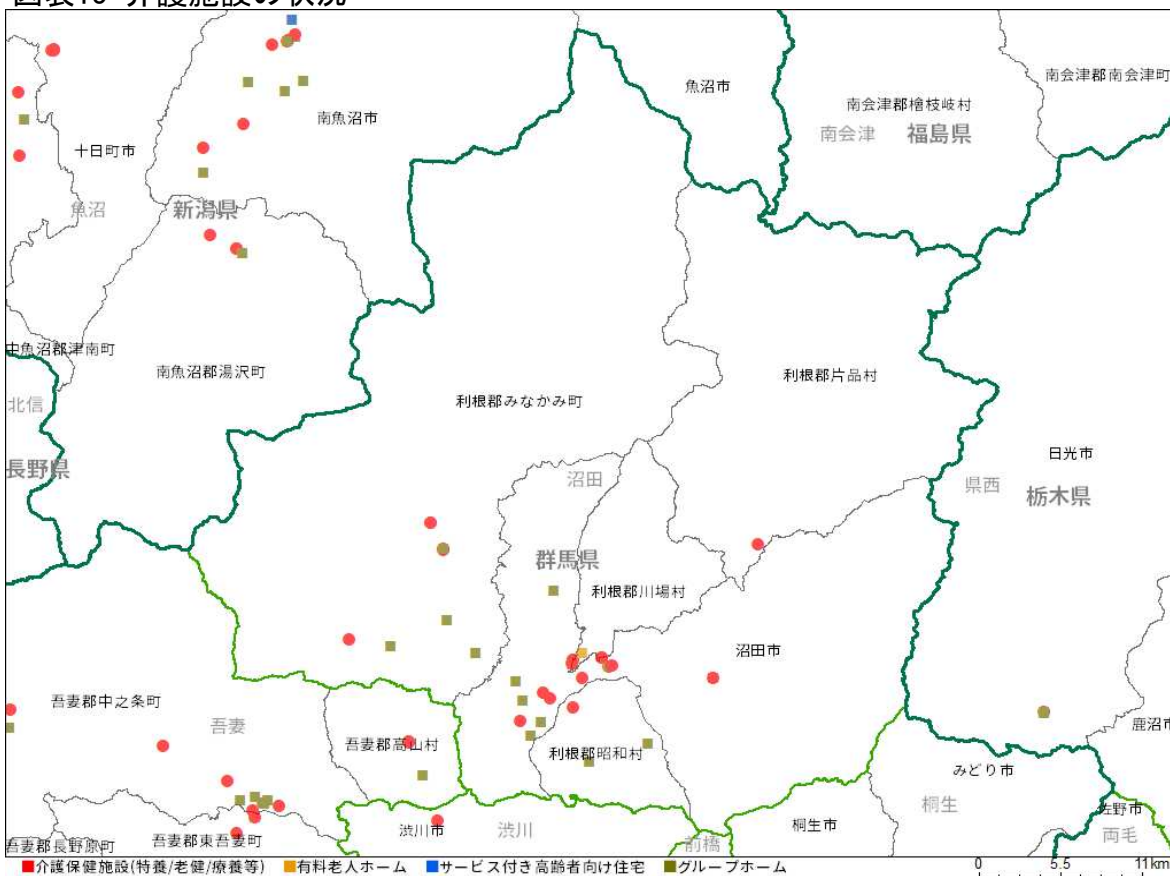 図表10 介護施設の状況
魚沼市
南会津郡南会津町
南会津郡檜枝岐村
南魚沼市
南会津 福島県
十日町市
魚沼
新潟県
中魚沼郡津南町
南魚沼郡湯沢町
利根郡片品村
北信
利根郡みなかみ町
日光市
長野県
沼田
県西
栃木県
群馬県
利根郡川場村
沼田市
吾妻郡中之条町
吾妻
鹿沼市
吾妻郡高山村
利根郡昭和村
みどり市
桐生
佐野市
渋川市
渋川
桐生市
吾妻郡長野原町
吾妻郡東吾妻町
前橋
両毛
介護保健施設(特養/老健/療養等) 有料老人ホーム サービス付き高齢者向け住宅 グループホーム
0 5.5 11km